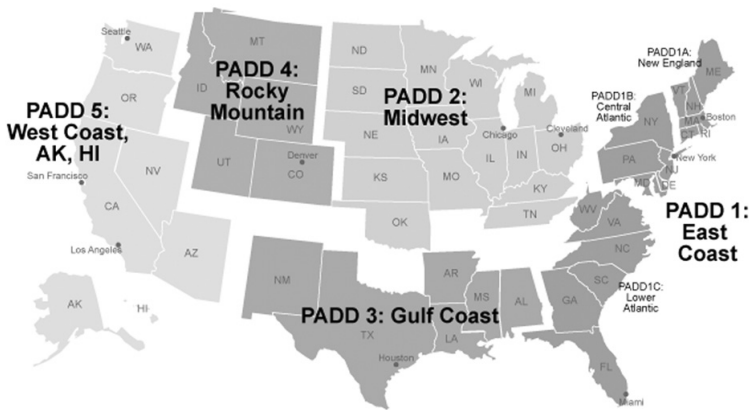 Seattle
WA
OR
PADD 5:
West Coast,
AK, HI
San Francisco
NV
CA
Los Angeles
AZ
AK
HI
MT
ID
PADD 4:
Rocky
Mountain
WY
UT
Denver
CO
ND
SD
NE
KS
OK
MN
WI
MI
PADD 2:
Midwest
IA
Chicago
Cleveland
IL
IN
OH
MO
KY
TN
NM
TX
PADD 3: Gulf Coast
Houston
AR
LA
MS
AL
PADD1A:
New England
ME
VT
NH
MA
Boston
CT
RI
PADD1B:
Central
Atlantic
NY
PA
New York
NJ
MD
DE
PADD 1:
East
Coast
WV
VA
NC
SC
PADD1C:
Lower
Atlantic
GA
FL
Miami